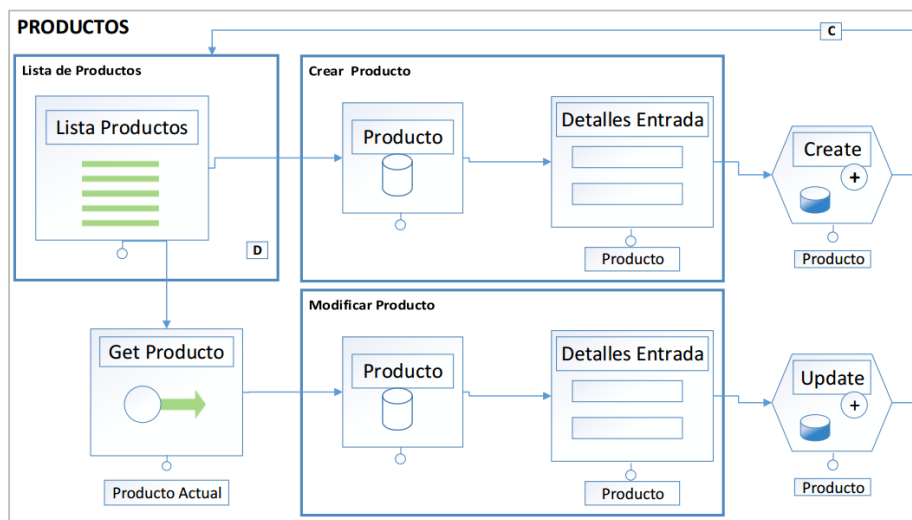 PRODUCTOS
C
Lista de Productos
Lista Productos
D
Crear Producto
Producto
Detalles Entrada
Producto
Create
+
Producto
Get Producto
Producto Actual
Modificar Producto
Producto
Detalles Entrada
Producto
Update
+
Producto